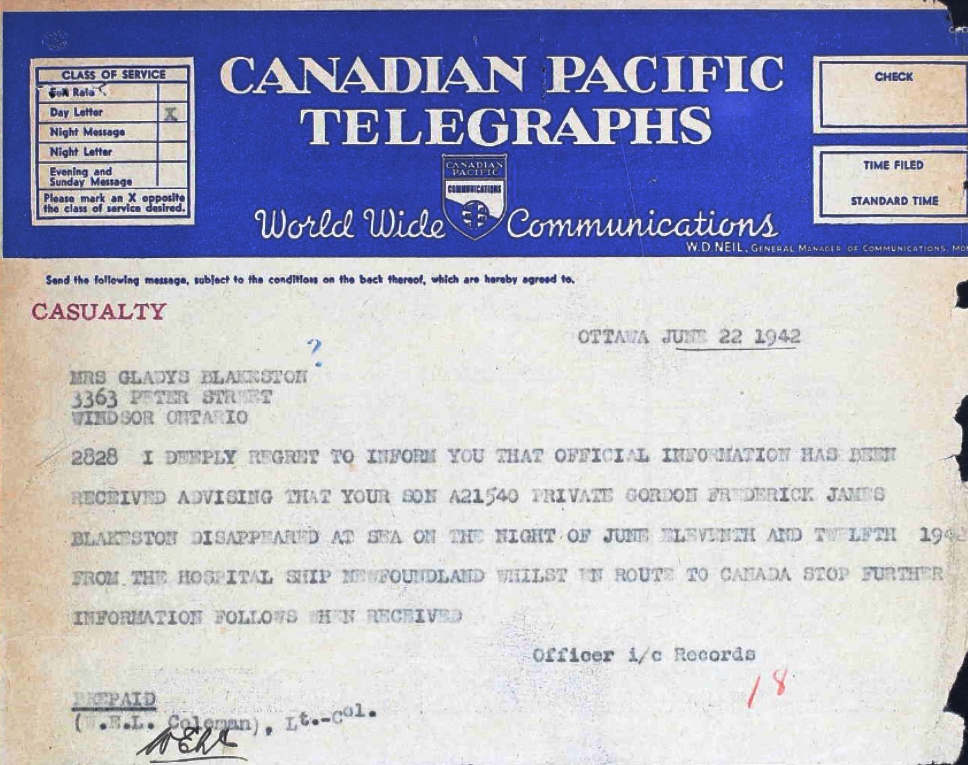 CANADIAN PACIFIC
TELEGRAPHS
CLASS OF SERVICE
Full Rate
Day Letter X
Night Message
Night Letter
Evening and
Sunday Message
Please mark an X opposite
the class of service desired.
CHECK
TIME FILED
STANDARD TIME
CANADIAN
PACIFIC
COMMUNICATIONS
World Wide Communications
W.D. NEIL, GENERAL MANAGER OF COMMUNICATIONS, MO
Send the following message, subject to the conditions on the back thereof, which are hereby agreed to.
CASUALTY
OTTAWA JUNE 22 1942
?
MRS GLADYS BLAKESTON
3363 PETER STREET
WINDSOR ONTARIO
2828 I DEEPLY REGRET TO INFORM YOU THAT OFFICIAL INFORMATION HAS BEEN
RECEIVED ADVISING THAT YOUR SON A21540 PRIVATE GORDON FREDERICK JAMES
BLAKESTON DISAPPEARED AT SEA ON THE NIGHT OF JUNE ELEVENTH AND TWELFTH 1942
FROM THE HOSPITAL SHIP NEWFOUNDLAND WHILST EN ROUTE TO CANADA STOP FURTHER
INFORMATION FOLLOWS WHEN RECEIVED
Officer i/c Records
18
PREPAID
(W.E.L. Coleman), Lt.-Col.